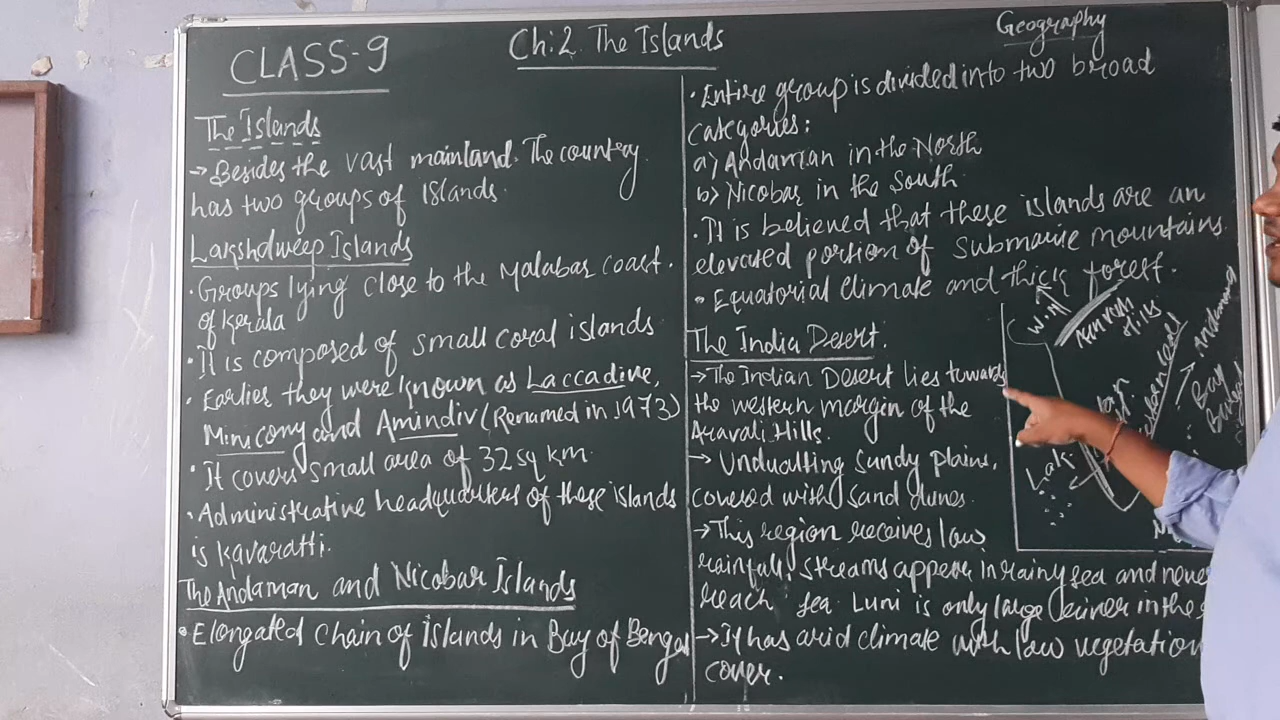 CLASS-9
Ch:2 The Islands
Geography
The Islands
→ Besides the vast mainland. The country
has two groups of Islands.
Lakshdweep Islands
• Groups lying close to the Malabar coast.
of Kerala
• It is composed of small coral islands
• Earlier they were known as Laccadive,
Minicony and Amindiv (Renamed in 1973)
• It covers small area of 32 sq km.
• Administrative headquarters of these islands
is Kavaratti.
The Andaman and Nicobar Islands
• Elongated Chain of Islands in Bay of Bengal
• Entire group is divided into two broad
categories:
a) Andaman in the North
b) Nicobar in the South
• It is believed that these islands are an
elevated portion of submarine mountains.
• Equatorial climate and thick forest.
The India Desert.
→ The Indian Desert lies towards
the western margin of the
Aravali Hills.
→ Undualting Sandy plains,
covered with Sand dunes.
→ This region receives low
rainfall. Streams appear in rainy sea and never
reach sea. Luni is only large river in the
→ It has arid climate with low vegetation
cover.
Hills
Bay
Lak.